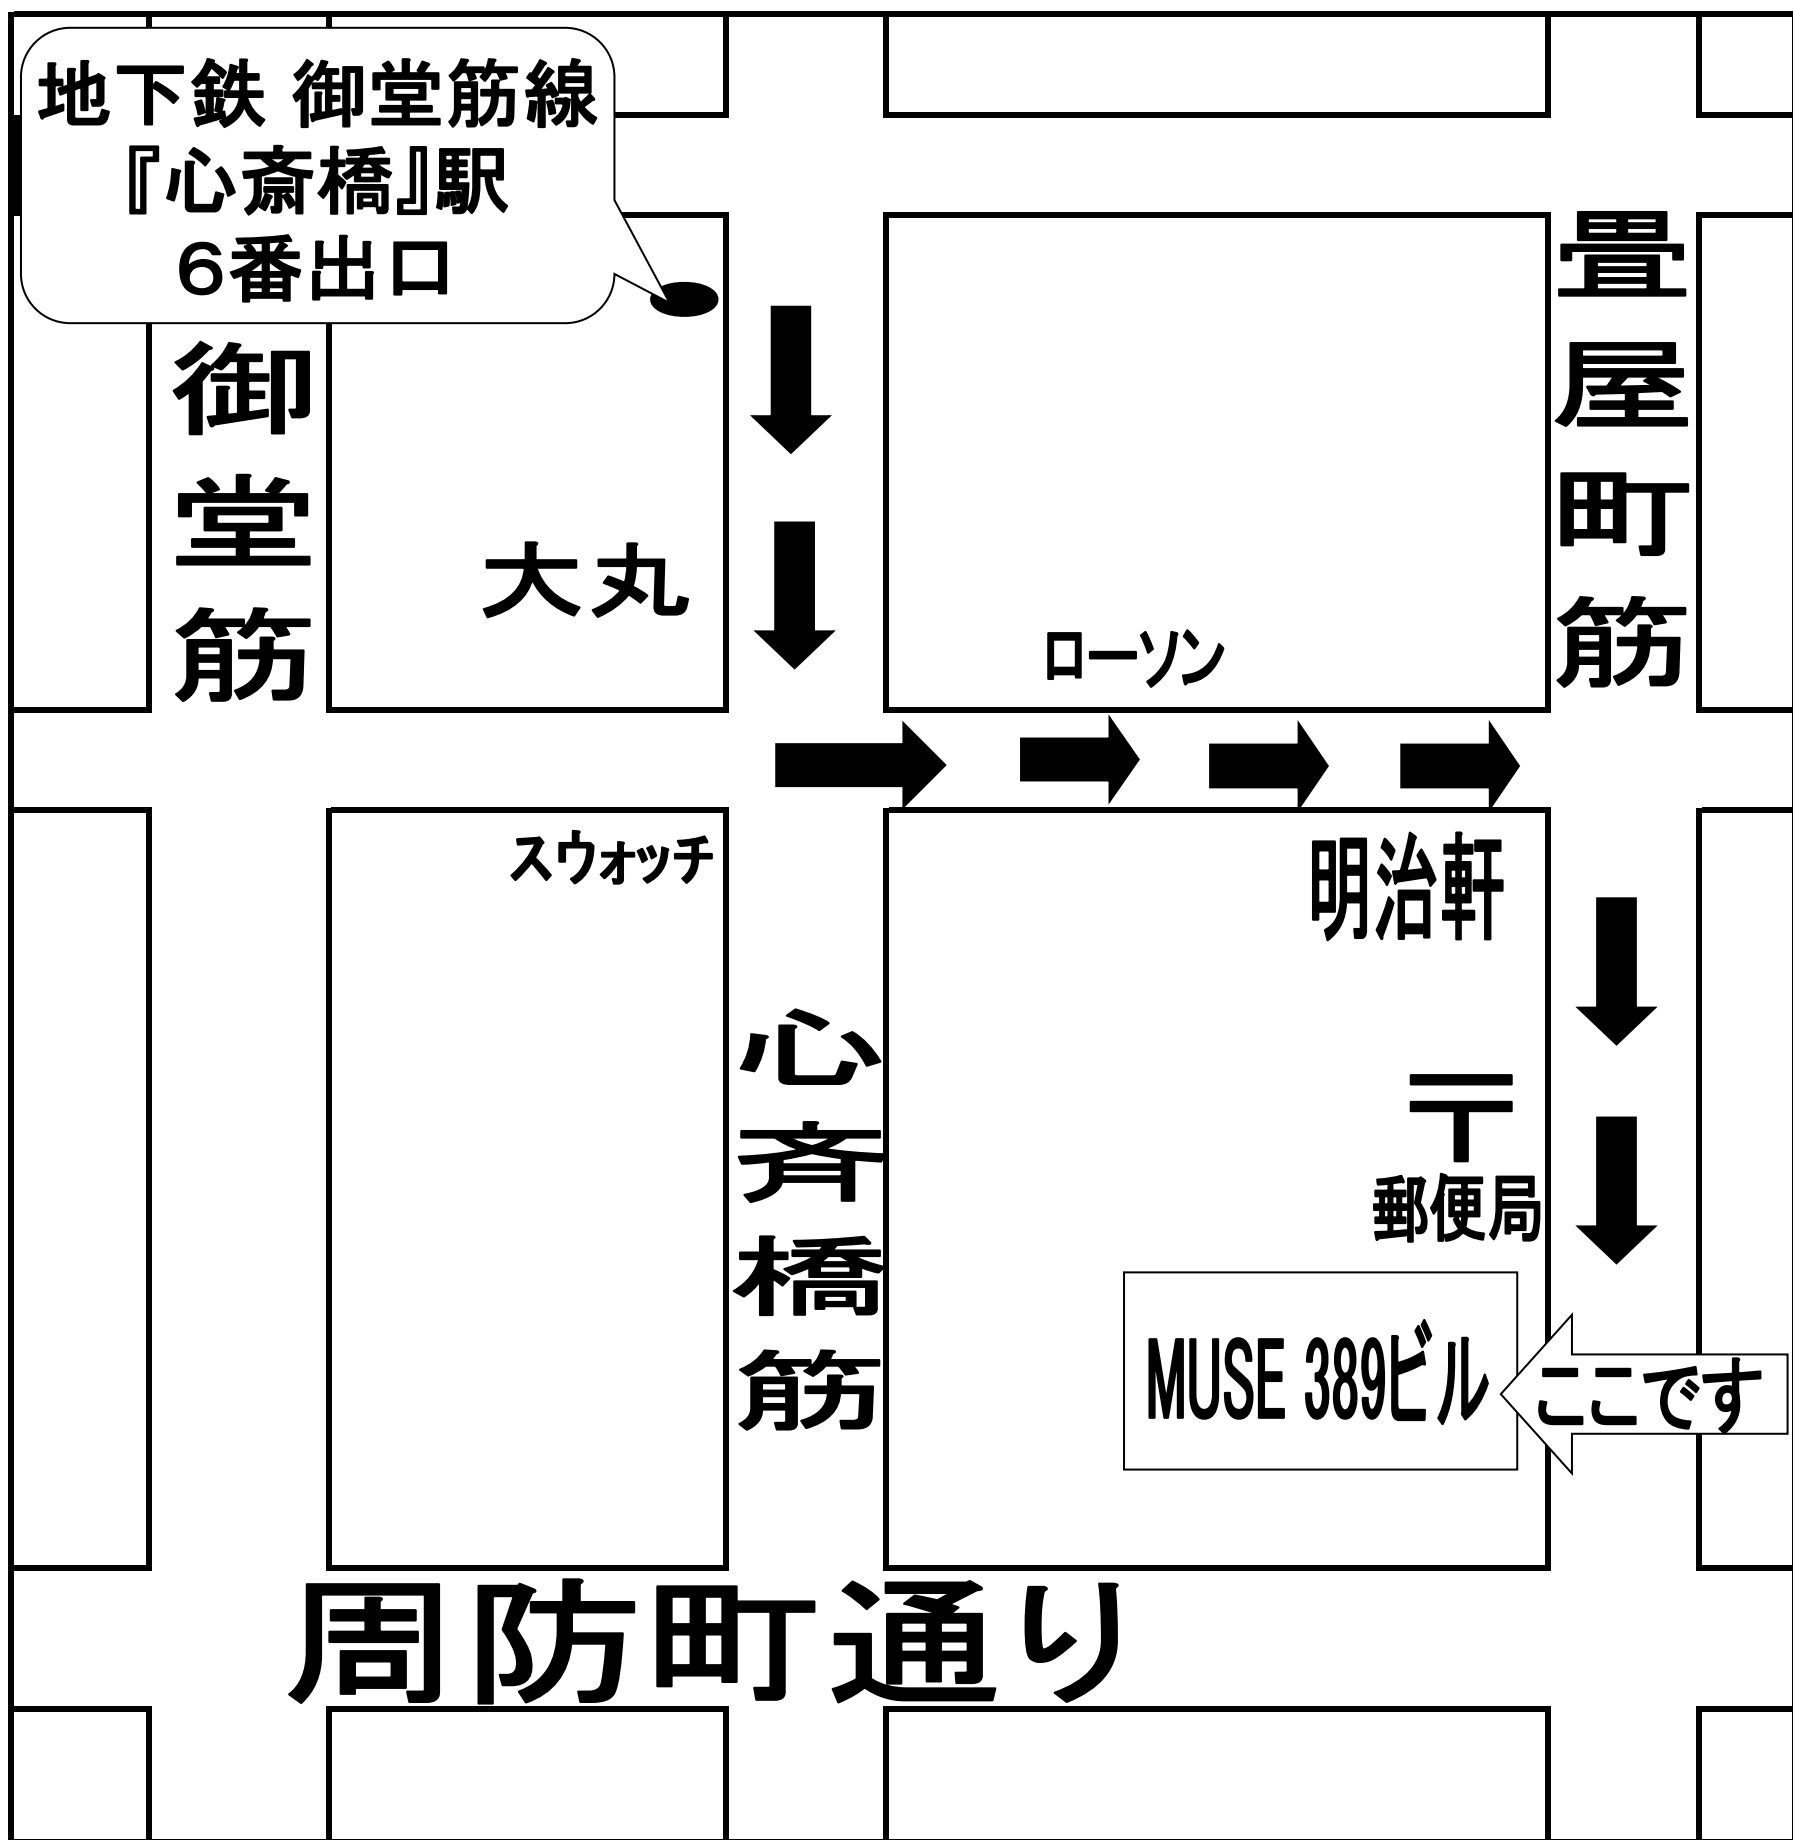 地下鉄 御堂筋線
『心斎橋』駅
６番出口
御堂筋
畳屋町筋
大丸
ローソン
スウォッチ
明治軒
心斉橋筋
〒
郵便局
MUSE 389ビル
ここです
周防町通り